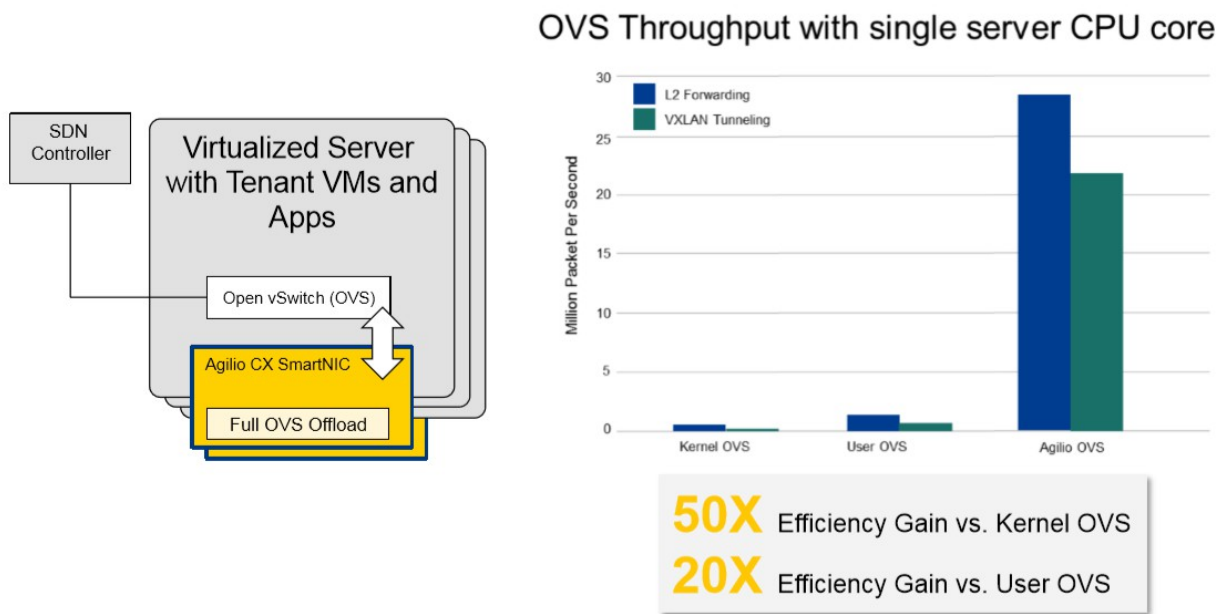 OVS Throughput with single server CPU core
SDN
Controller
Virtualized Server
with Tenant VMs and
Apps
Open vSwitch (OVS)
Agilio CX SmartNIC
Full OVS Offload
L2 Forwarding
VXLAN Tunneling
Million Packet Per Second
30
25
20
15
10
5
0
Kernel OVS
User OVS
Agilio OVS
50X Efficiency Gain vs. Kernel OVS
20X Efficiency Gain vs. User OVS